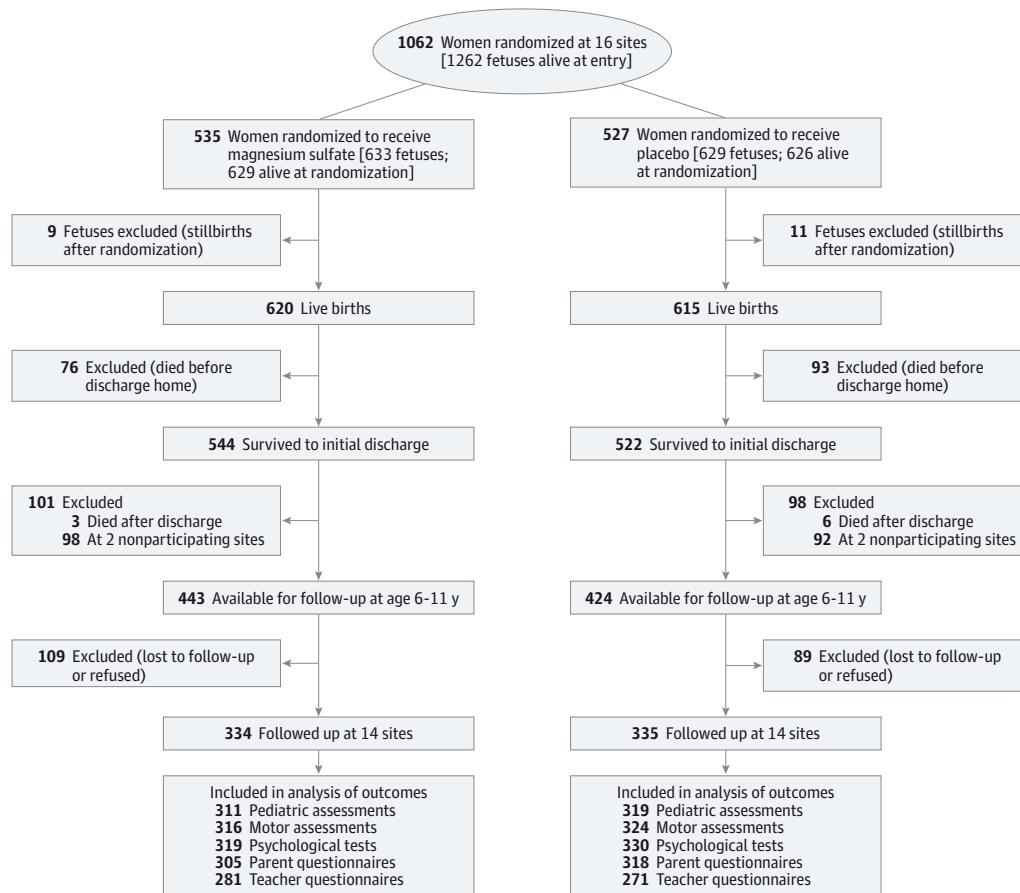 1062 Women randomized at 16 sites
[1262 fetuses alive at entry]
535 Women randomized to receive
magnesium sulfate [633 fetuses;
629 alive at randomization]
527 Women randomized to receive
placebo [629 fetuses; 626 alive
at randomization]
9 Fetuses excluded (stillbirths
after randomization)
11 Fetuses excluded (stillbirths
after randomization)
620 Live births
615 Live births
76 Excluded (died before
discharge home)
93 Excluded (died before
discharge home)
544 Survived to initial discharge
522 Survived to initial discharge
101 Excluded
3 Died after discharge
98 At 2 nonparticipating sites
98 Excluded
6 Died after discharge
92 At 2 nonparticipating sites
443 Available for follow-up at age 6-11 y
424 Available for follow-up at age 6-11 y
109 Excluded (lost to follow-up
or refused)
89 Excluded (lost to follow-up
or refused)
334 Followed up at 14 sites
335 Followed up at 14 sites
Included in analysis of outcomes
311 Pediatric assessments
316 Motor assessments
319 Psychological tests
305 Parent questionnaires
281 Teacher questionnaires
Included in analysis of outcomes
319 Pediatric assessments
324 Motor assessments
330 Psychological tests
318 Parent questionnaires
271 Teacher questionnaires